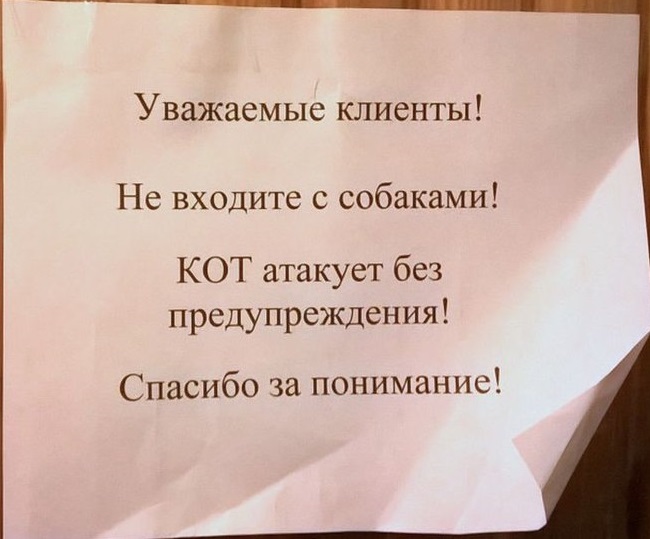 Уважаемые клиенты!
Не входите с собаками!
КОТ атакует без
предупреждения!
Спасибо за понимание!